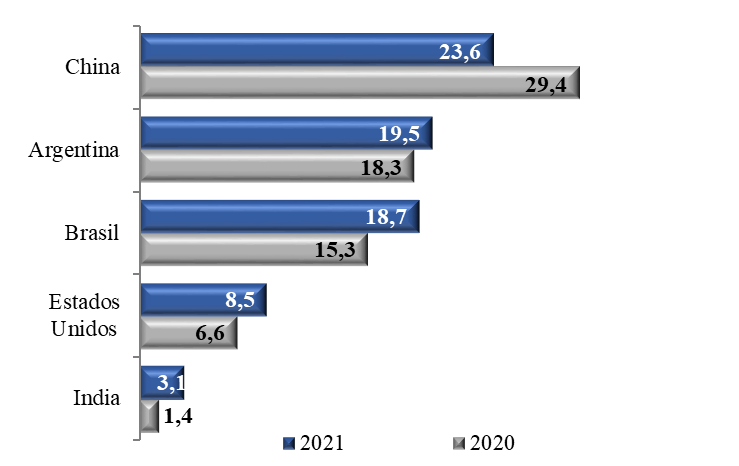 China
23,6
29,4
Argentina
19,5
18,3
Brasil
18,7
15,3
Estados
Unidos
8,5
6,6
India
3,1
1,4
2021
2020